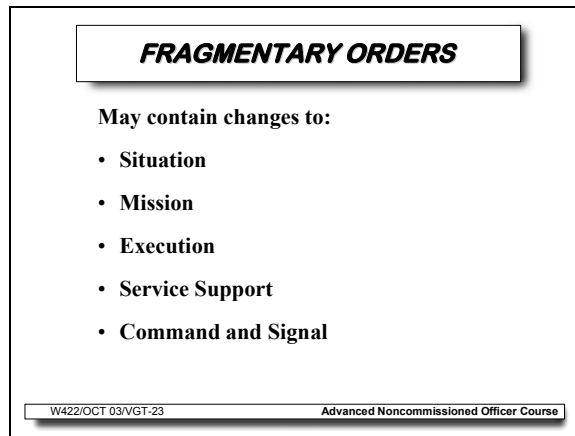 FRAGMENTARY ORDERS
May contain changes to:
• Situation
• Mission
• Execution
• Service Support
• Command and Signal
W422/OCT 03/VGT-23 Advanced Noncommissioned Officer Course